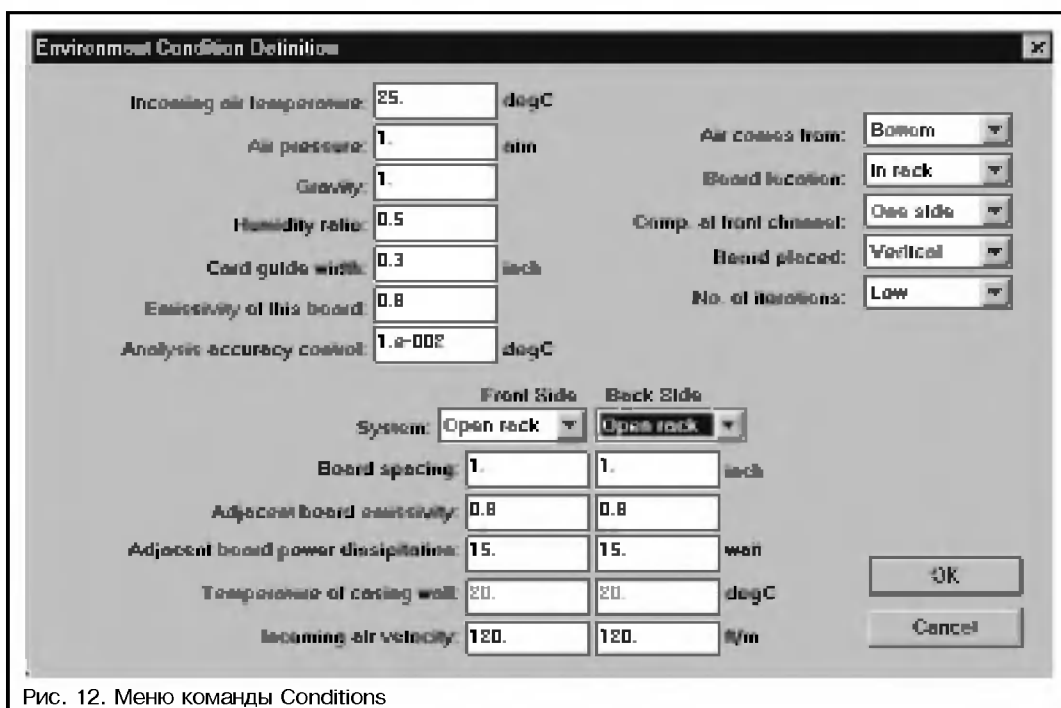 Environment Condition Definition
Incoming air temperature: 25. degC
Air pressure: 1. atm
Gravity: 1.
Humidity ratio: 0.5
Card guide width: 0.3 inch
Emissivity of this board: 0.8
Analysis accuracy control: 1.e-002 degC
Air comes from: Bottom
Board location: In rack
Comp. at front channel: One side
Board placed: Vertical
No. of iterations: Low
Front Side Back Side
System: Open rack Open rack
Board spacing: 1. 1. inch
Adjacent board emissivity: 0.8 0.8
Adjacent board power dissipitation: 15. 15. watt
Temperature of casing wall: 20. 20. degC
Incoming air velocity: 120. 120. ft/m
OK
Cancel
Рис. 12. Меню команды Conditions